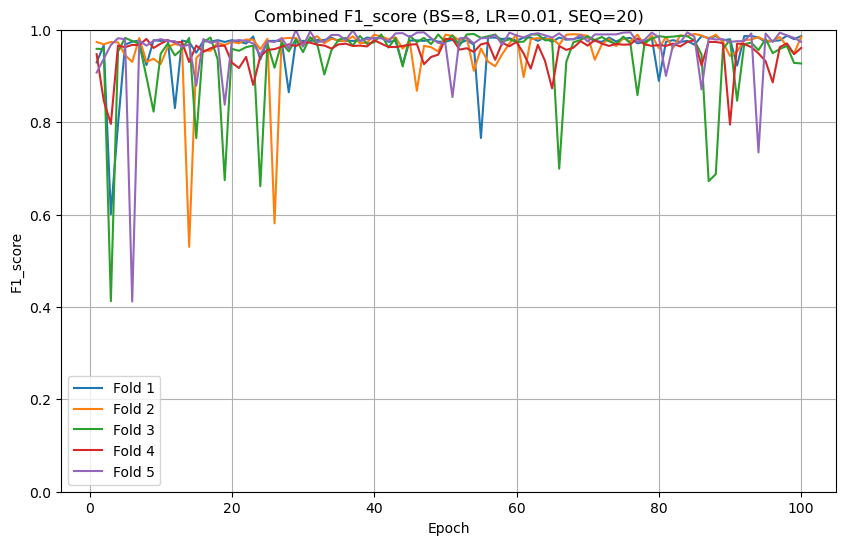 Combined F1_score (BS=8, LR=0.01, SEQ=20)
1.0
0.8
0.6
0.4
0.2
0.0
F1_score
Fold 1
Fold 2
Fold 3
Fold 4
Fold 5
0 20 40 60 80 100
Epoch